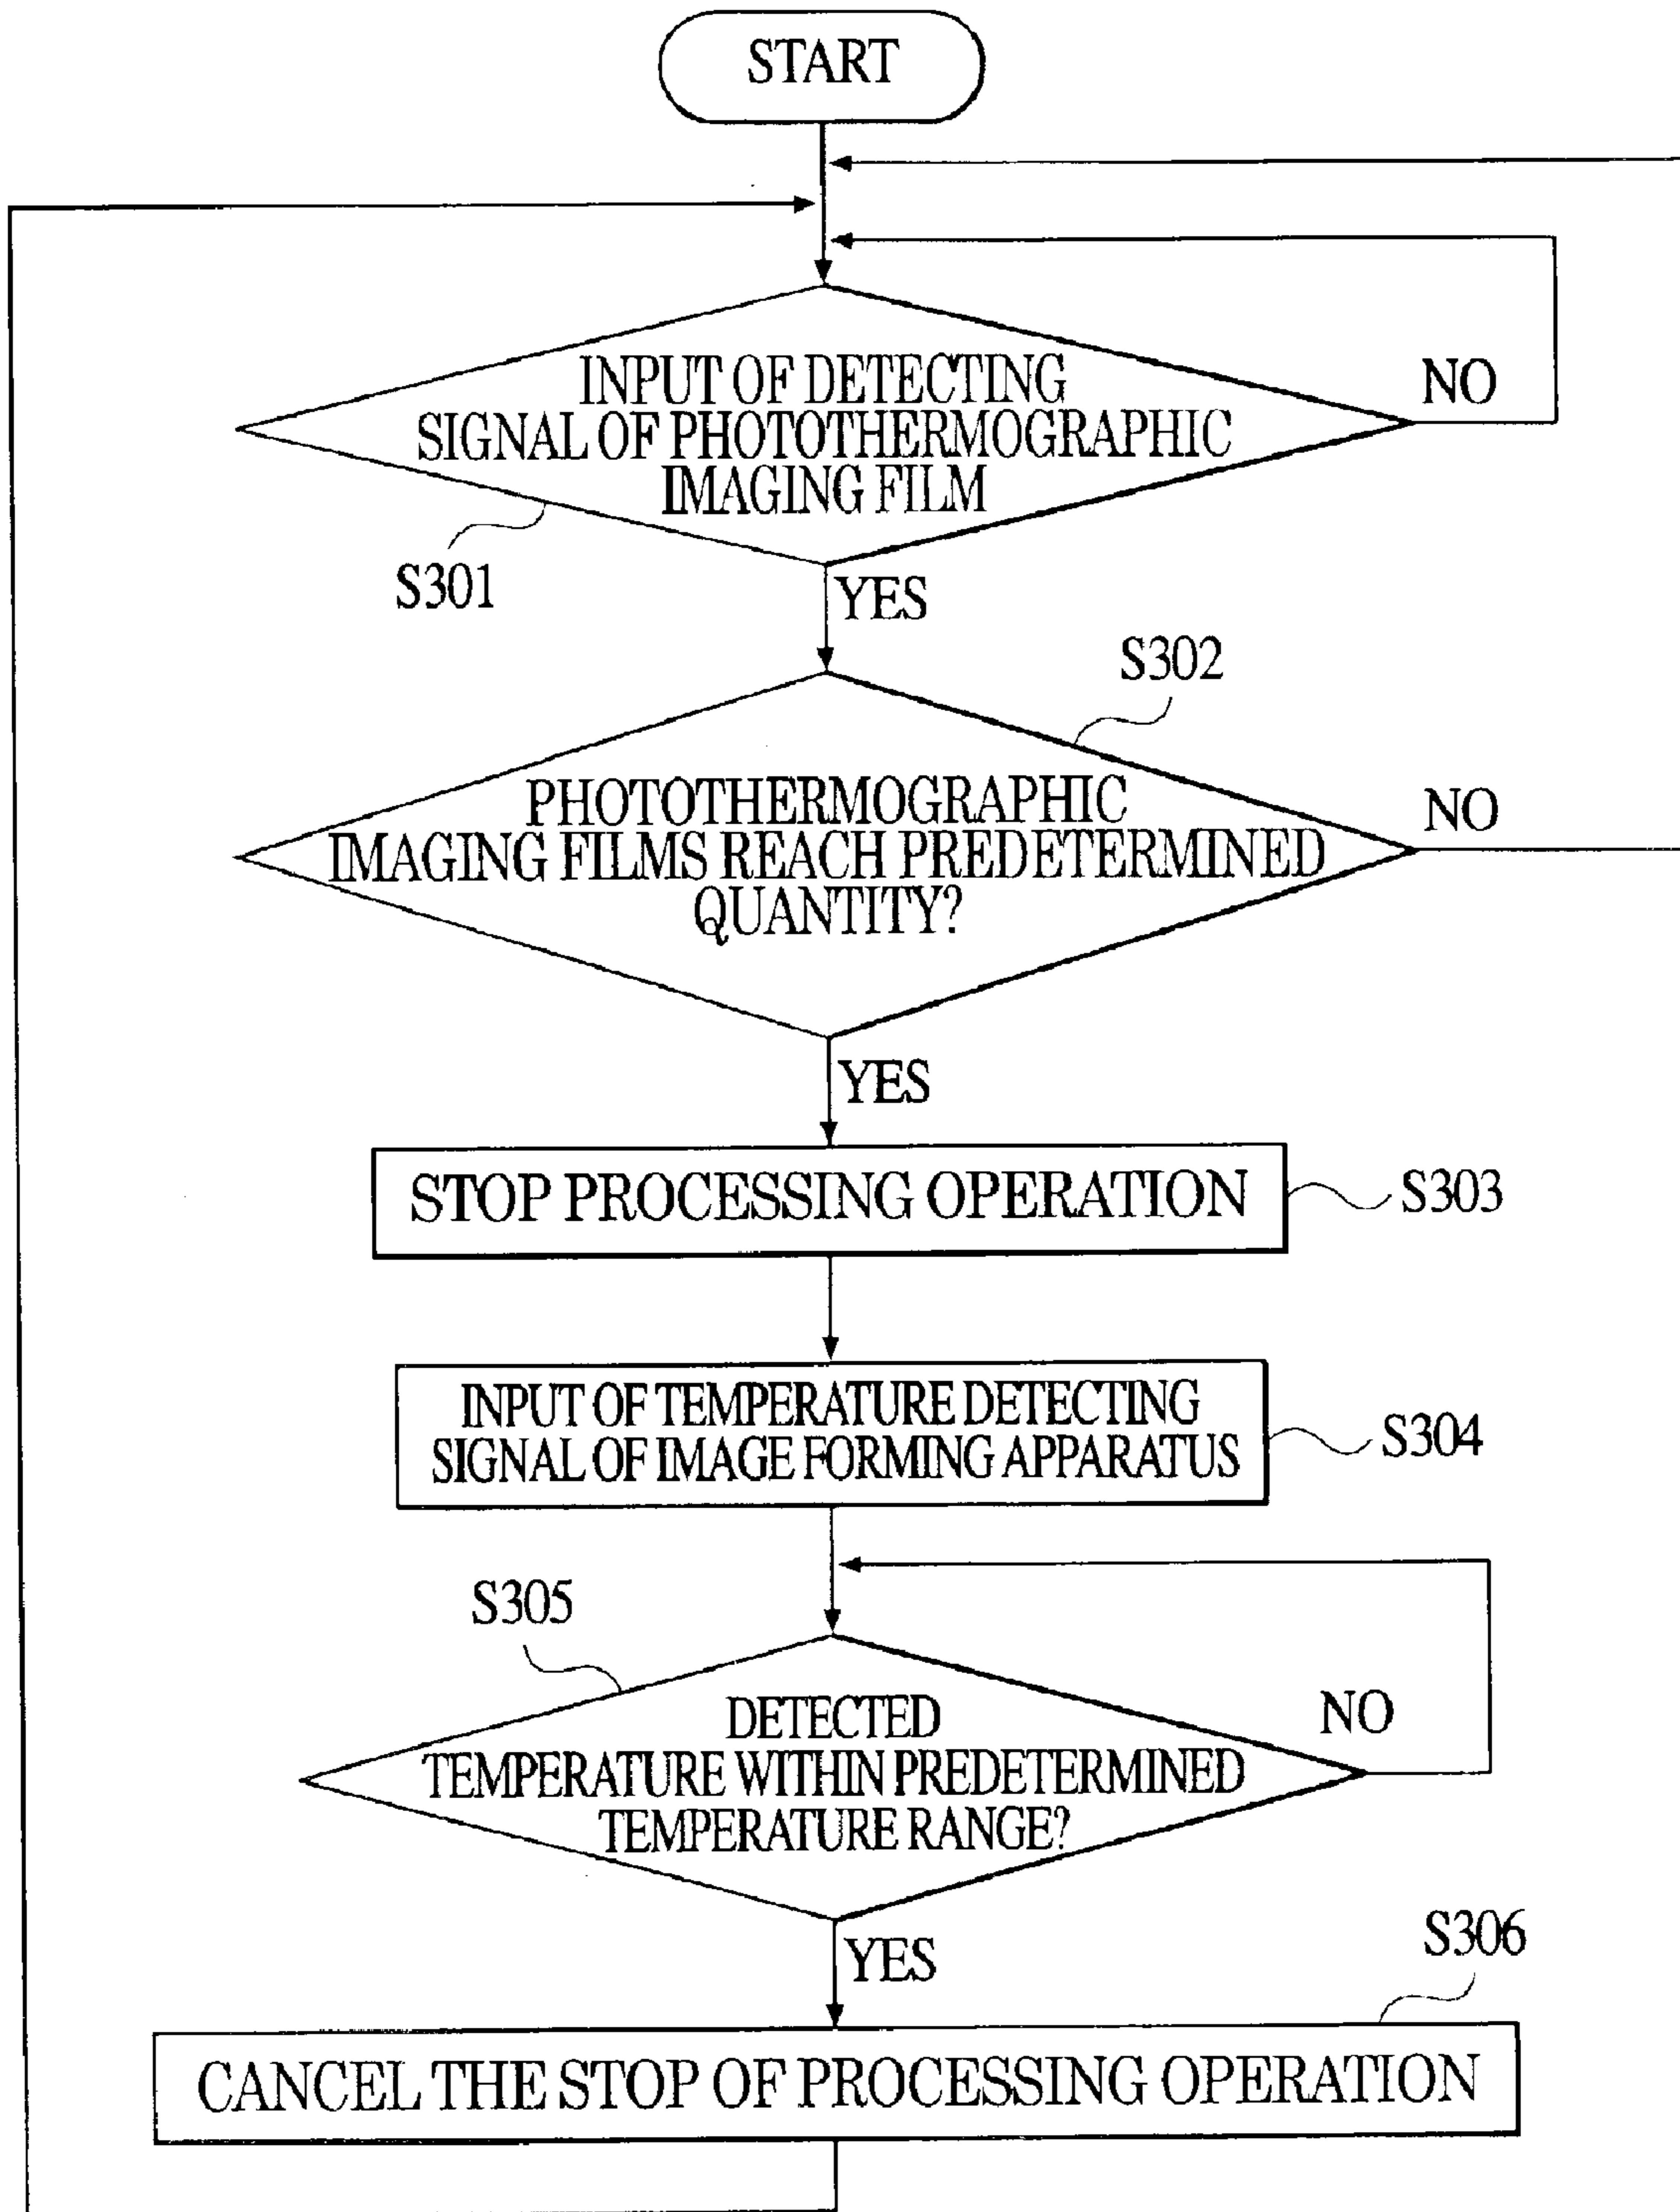 START
INPUT OF DETECTING
SIGNAL OF PHOTOTHERMOGRAPHIC
IMAGING FILM
NO
S301
YES
S302
PHOTOTHERMOGRAPHIC
IMAGING FILMS REACH PREDETERMINED
QUANTITY?
NO
YES
STOP PROCESSING OPERATION
S303
INPUT OF TEMPERATURE DETECTING
SIGNAL OF IMAGE FORMING APPARATUS
S304
S305
DETECTED
TEMPERATURE WITHIN PREDETERMINED
TEMPERATURE RANGE?
NO
YES
S306
CANCEL THE STOP OF PROCESSING OPERATION